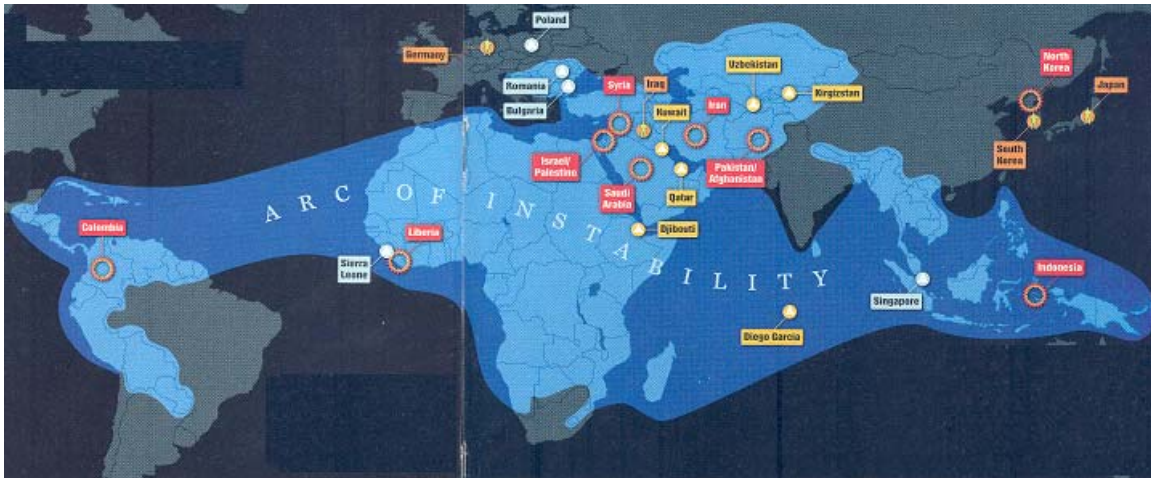 Poland
Germany
Romania
Bulgaria
Syria
Iraq
Kuwait
Iran
Uzbekistan
Kirgizstan
North
Korea
Japan
South
Korea
Israel/
Palestine
Saudi
Arabia
Qatar
Pakistan/
Afghanistan
Djibouti
ARC OF INSTABILITY
Colombia
Liberia
Sierra
Leone
Singapore
Indonesia
Diego Garcia